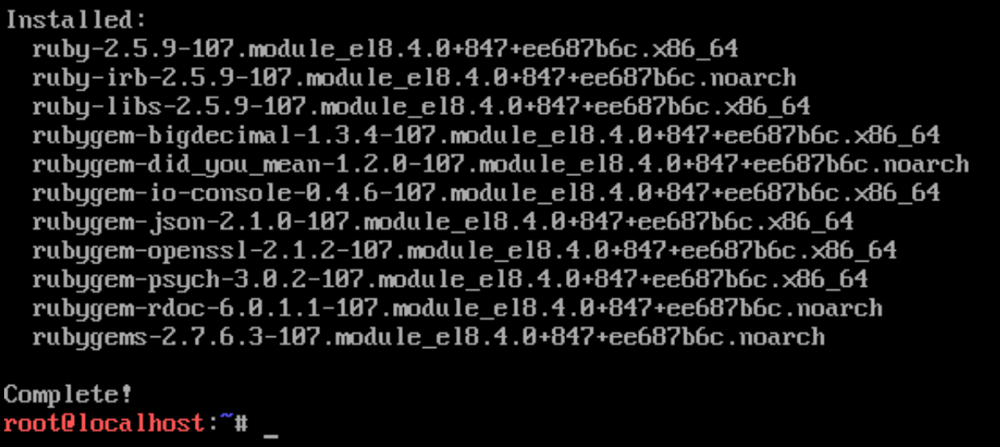 Installed:
ruby-2.5.9-107.module_el8.4.0+847+ee687b6c.x86_64
ruby-irb-2.5.9-107.module_el8.4.0+847+ee687b6c.noarch
ruby-libs-2.5.9-107.module_el8.4.0+847+ee687b6c.x86_64
rubygem-bigdecimal-1.3.4-107.module_el8.4.0+847+ee687b6c.x86_64
rubygem-did_you_mean-1.2.0-107.module_el8.4.0+847+ee687b6c.noarch
rubygem-io-console-0.4.6-107.module_el8.4.0+847+ee687b6c.x86_64
rubygem-json-2.1.0-107.module_el8.4.0+847+ee687b6c.x86_64
rubygem-openssl-2.1.2-107.module_el8.4.0+847+ee687b6c.x86_64
rubygem-psych-3.0.2-107.module_el8.4.0+847+ee687b6c.x86_64
rubygem-rdoc-6.0.1.1-107.module_el8.4.0+847+ee687b6c.noarch
rubygems-2.7.6.3-107.module_el8.4.0+847+ee687b6c.noarch
Complete!
root@localhost:~# _